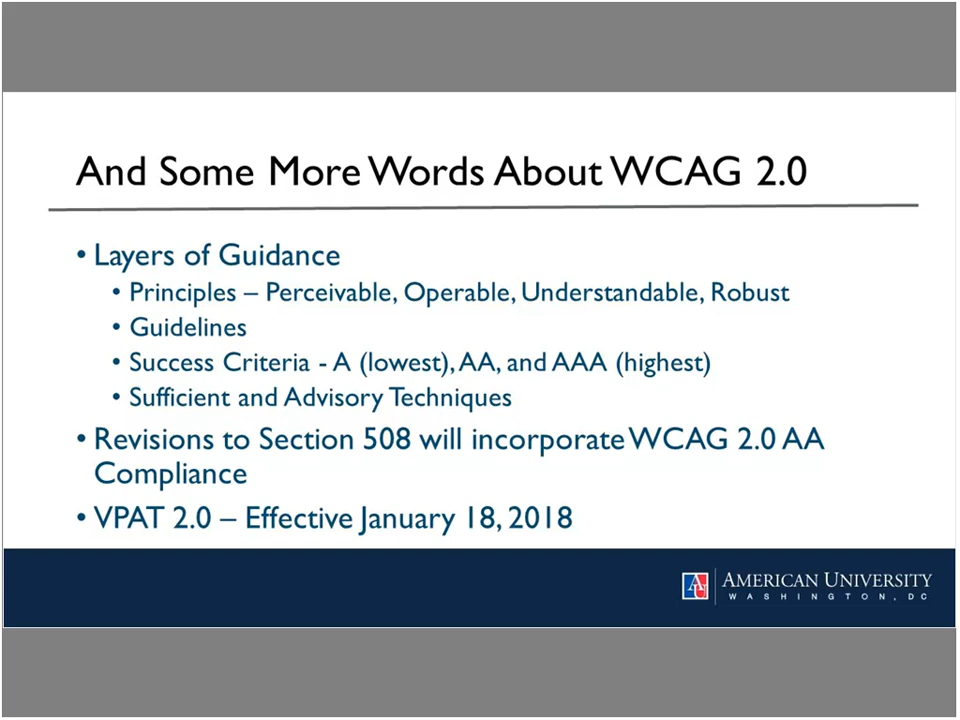 And Some More Words About WCAG 2.0
• Layers of Guidance
• Principles – Perceivable, Operable, Understandable, Robust
• Guidelines
• Success Criteria - A (lowest), AA, and AAA (highest)
• Sufficient and Advisory Techniques
• Revisions to Section 508 will incorporate WCAG 2.0 AA
Compliance
• VPAT 2.0 – Effective January 18, 2018
AU AMERICAN UNIVERSITY
WASHINGTON, DC